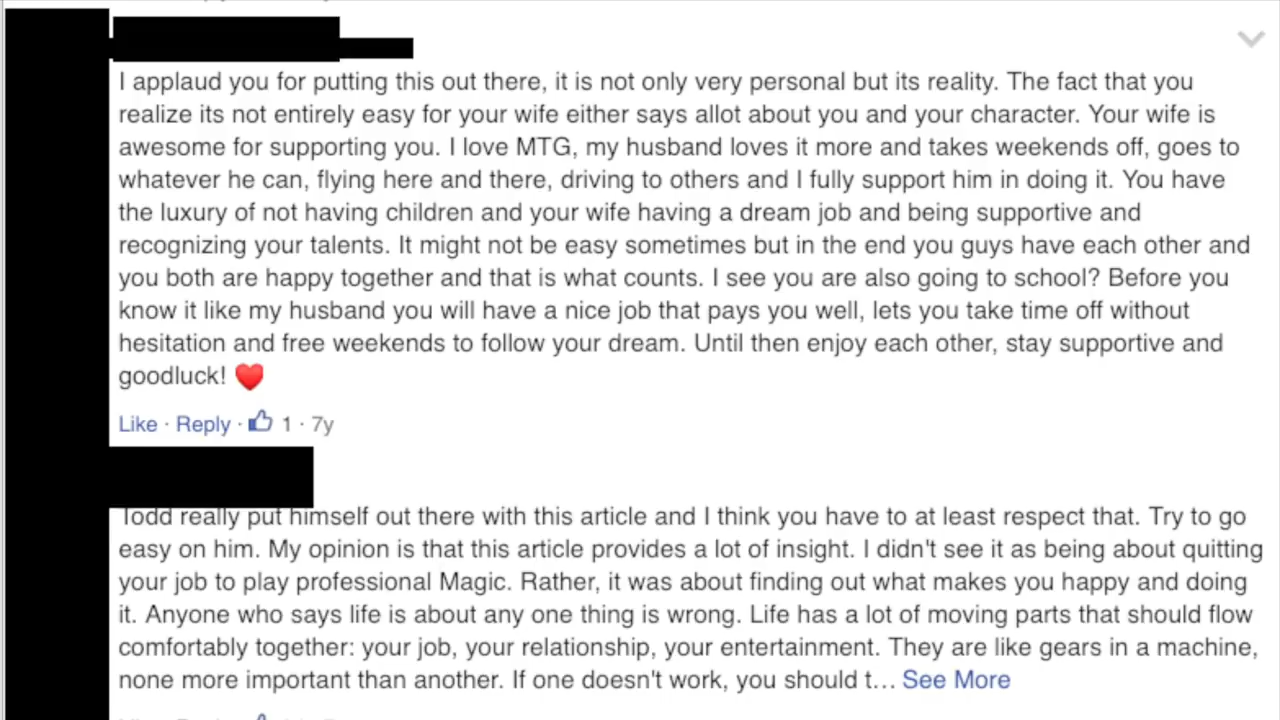 I applaud you for putting this out there, it is not only very personal but its reality. The fact that you
realize its not entirely easy for your wife either says allot about you and your character. Your wife is
awesome for supporting you. I love MTG, my husband loves it more and takes weekends off, goes to
whatever he can, flying here and there, driving to others and I fully support him in doing it. You have
the luxury of not having children and your wife having a dream job and being supportive and
recognizing your talents. It might not be easy sometimes but in the end you guys have each other and
you both are happy together and that is what counts. I see you are also going to school? Before you
know it like my husband you will have a nice job that pays you well, lets you take time off without
hesitation and free weekends to follow your dream. Until then enjoy each other, stay supportive and
goodluck! ❤️
Like · Reply · 1 · 7y
Todd really put himself out there with this article and I think you have to at least respect that. Try to go
easy on him. My opinion is that this article provides a lot of insight. I didn't see it as being about quitting
your job to play professional Magic. Rather, it was about finding out what makes you happy and doing
it. Anyone who says life is about any one thing is wrong. Life has a lot of moving parts that should flow
comfortably together: your job, your relationship, your entertainment. They are like gears in a machine,
none more important than another. If one doesn't work, you should t... See More